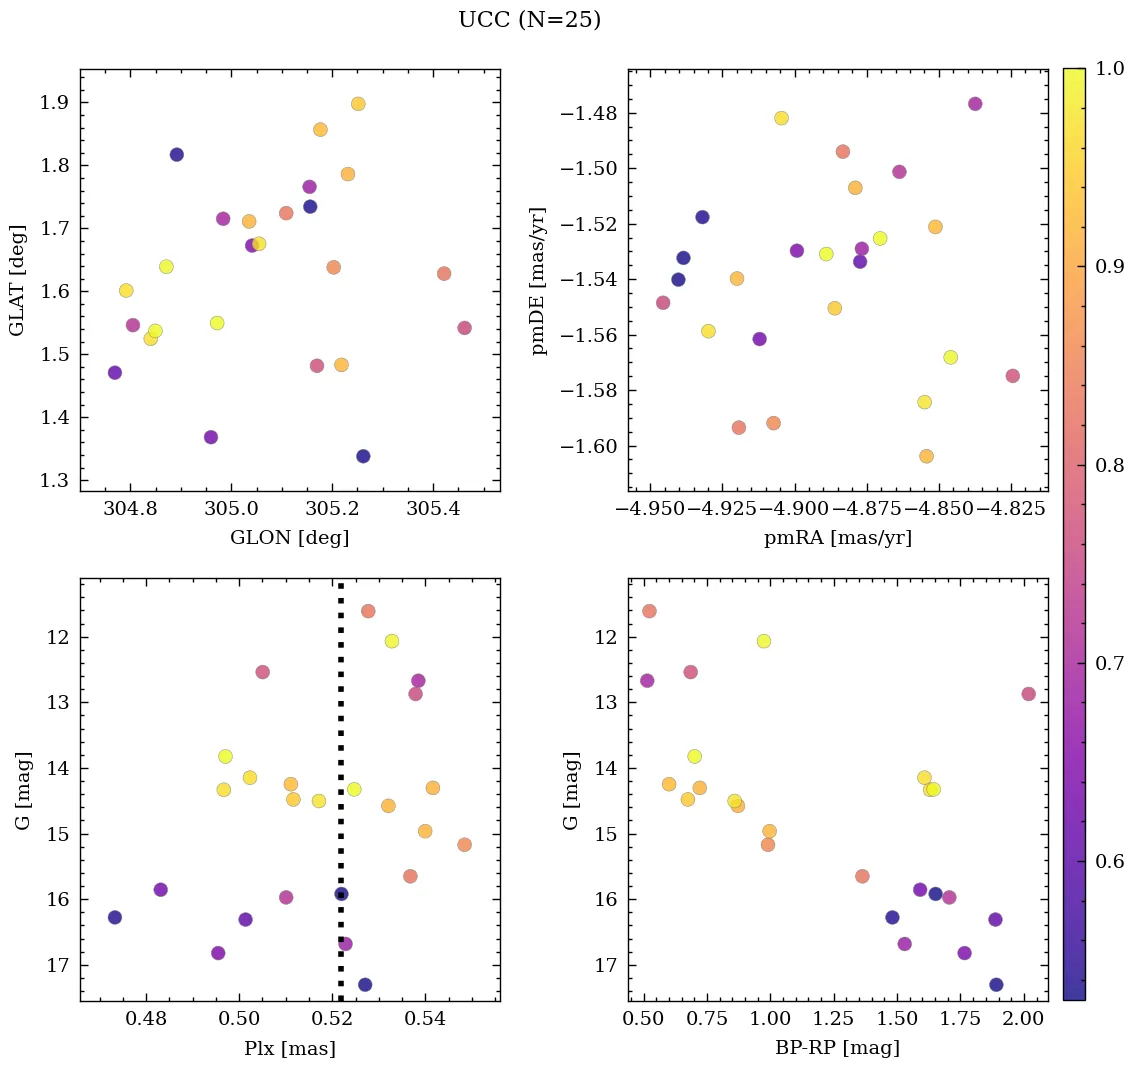 UCC (N=25)
1.9
1.8
1.7
1.6
1.5
1.4
1.3
GLAT [deg]
304.8 305.0 305.2 305.4
GLON [deg]
−1.48
−1.50
−1.52
−1.54
−1.56
−1.58
−1.60
pmDE [mas/yr]
−4.950 −4.925 −4.900 −4.875 −4.850 −4.825
pmRA [mas/yr]
1.0
0.9
0.8
0.7
0.6
12
13
14
15
16
17
G [mag]
0.48 0.50 0.52 0.54
Plx [mas]
12
13
14
15
16
17
G [mag]
0.50 0.75 1.00 1.25 1.50 1.75 2.00
BP-RP [mag]